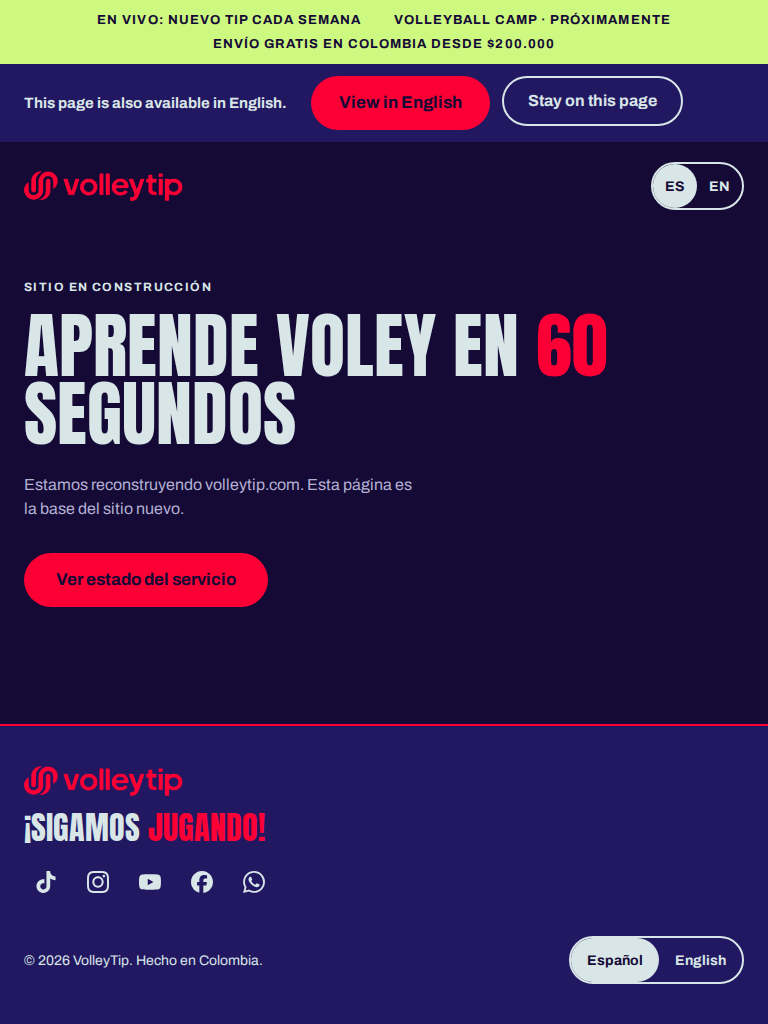 EN VIVO: NUEVO TIP CADA SEMANA VOLLEYBALL CAMP · PRÓXIMAMENTE
ENVÍO GRATIS EN COLOMBIA DESDE $200.000
This page is also available in English. View in English Stay on this page
volleytip ES EN
SITIO EN CONSTRUCCIÓN
APRENDE VOLEY EN 60
SEGUNDOS
Estamos reconstruyendo volleytip.com. Esta página es
la base del sitio nuevo.
Ver estado del servicio
volleytip
¡SIGAMOS JUGANDO!
© 2026 VolleyTip. Hecho en Colombia. Español English